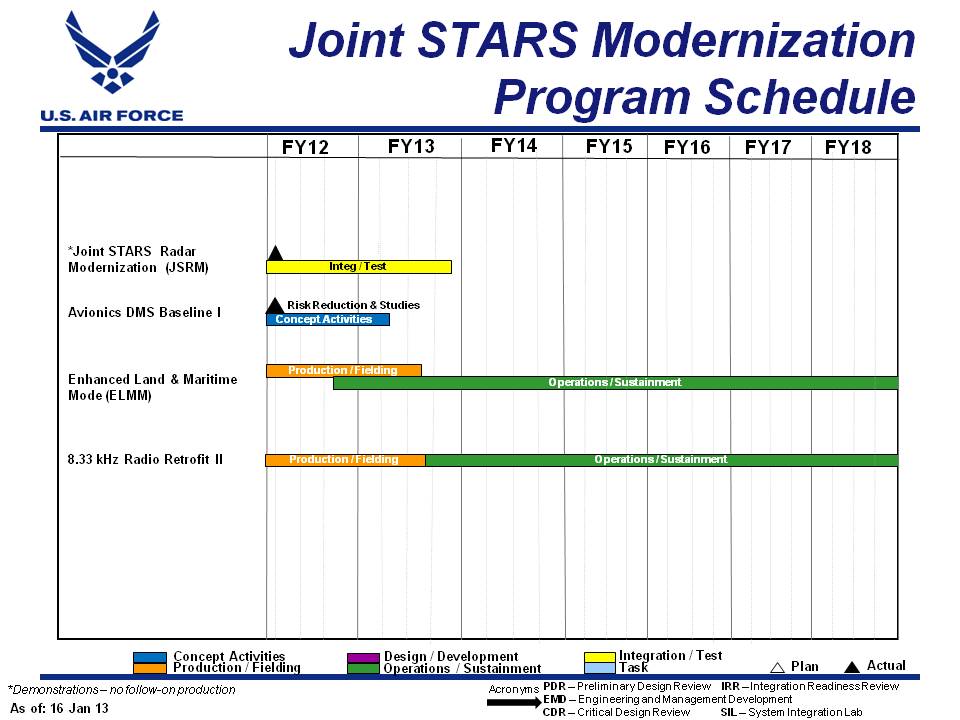 Joint STARS Modernization
Program Schedule
U.S. AIR FORCE
FY12 FY13 FY14 FY15 FY16 FY17 FY18
*Joint STARS Radar
Modernization (JSRM)
Integ / Test
Risk Reduction & Studies
Avionics DMS Baseline I
Concept Activities
Production / Fielding
Enhanced Land & Maritime
Mode (ELMM)
Operations / Sustainment
8.33 kHz Radio Retrofit II
Production / Fielding
Operations / Sustainment
Concept Activities
Production / Fielding
Design / Development
Operations / Sustainment
Integration / Test
Task
Plan
Actual
*Demonstrations – no follow-on production
As of: 16 Jan 13
Acronyms
PDR – Preliminary Design Review IRR – Integration Readiness Review
EMD – Engineering and Management Development
CDR – Critical Design Review SIL – System Integration Lab